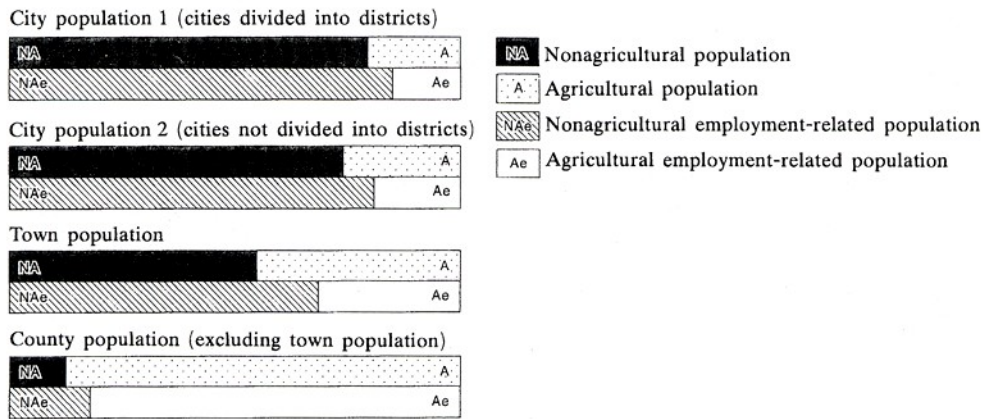 City population 1 (cities divided into districts)
NA A
NAe Ae
City population 2 (cities not divided into districts)
NA A
NAe Ae
Town population
NA A
NAe Ae
County population (excluding town population)
NA A
NAe Ae
NA Nonagricultural population
A Agricultural population
NAe Nonagricultural employment-related population
Ae Agricultural employment-related population